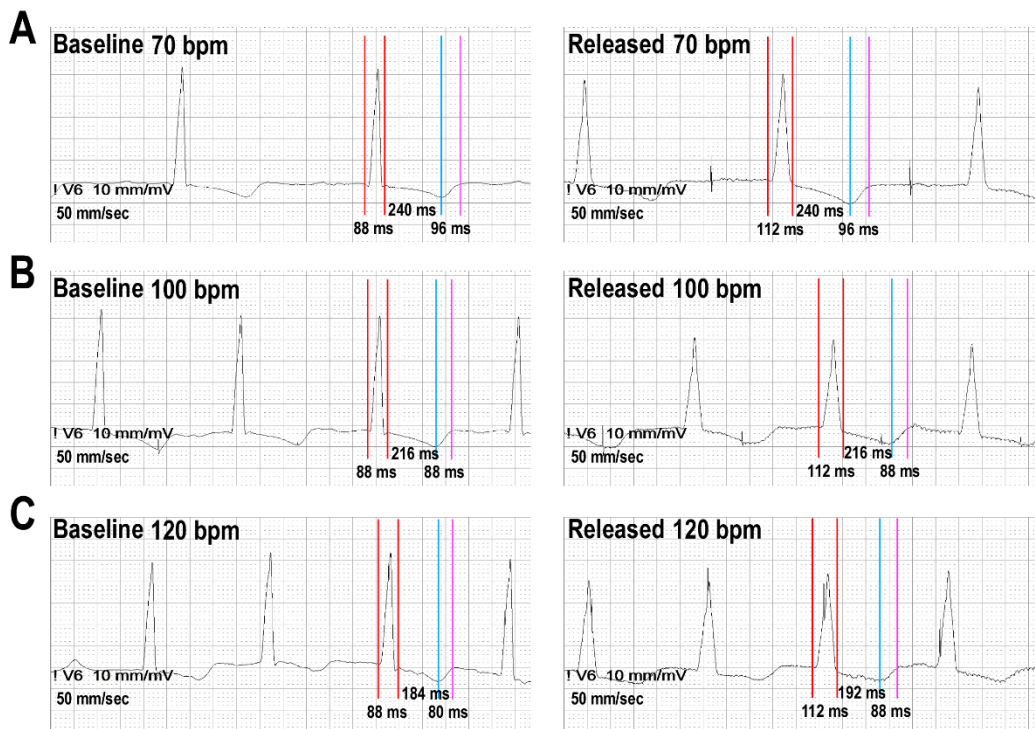 A
Baseline 70 bpm
! V6 10 mm/mV
50 mm/sec
240 ms
88 ms
96 ms
Released 70 bpm
! V6 10 mm/mV
50 mm/sec
240 ms
112 ms
96 ms
B
Baseline 100 bpm
! V6 10 mm/mV
50 mm/sec
216 ms
88 ms
88 ms
Released 100 bpm
! V6 10 mm/mV
50 mm/sec
216 ms
112 ms
88 ms
C
Baseline 120 bpm
! V6 10 mm/mV
50 mm/sec
184 ms
88 ms
80 ms
Released 120 bpm
! V6 10 mm/mV
50 mm/sec
192 ms
112 ms
88 ms